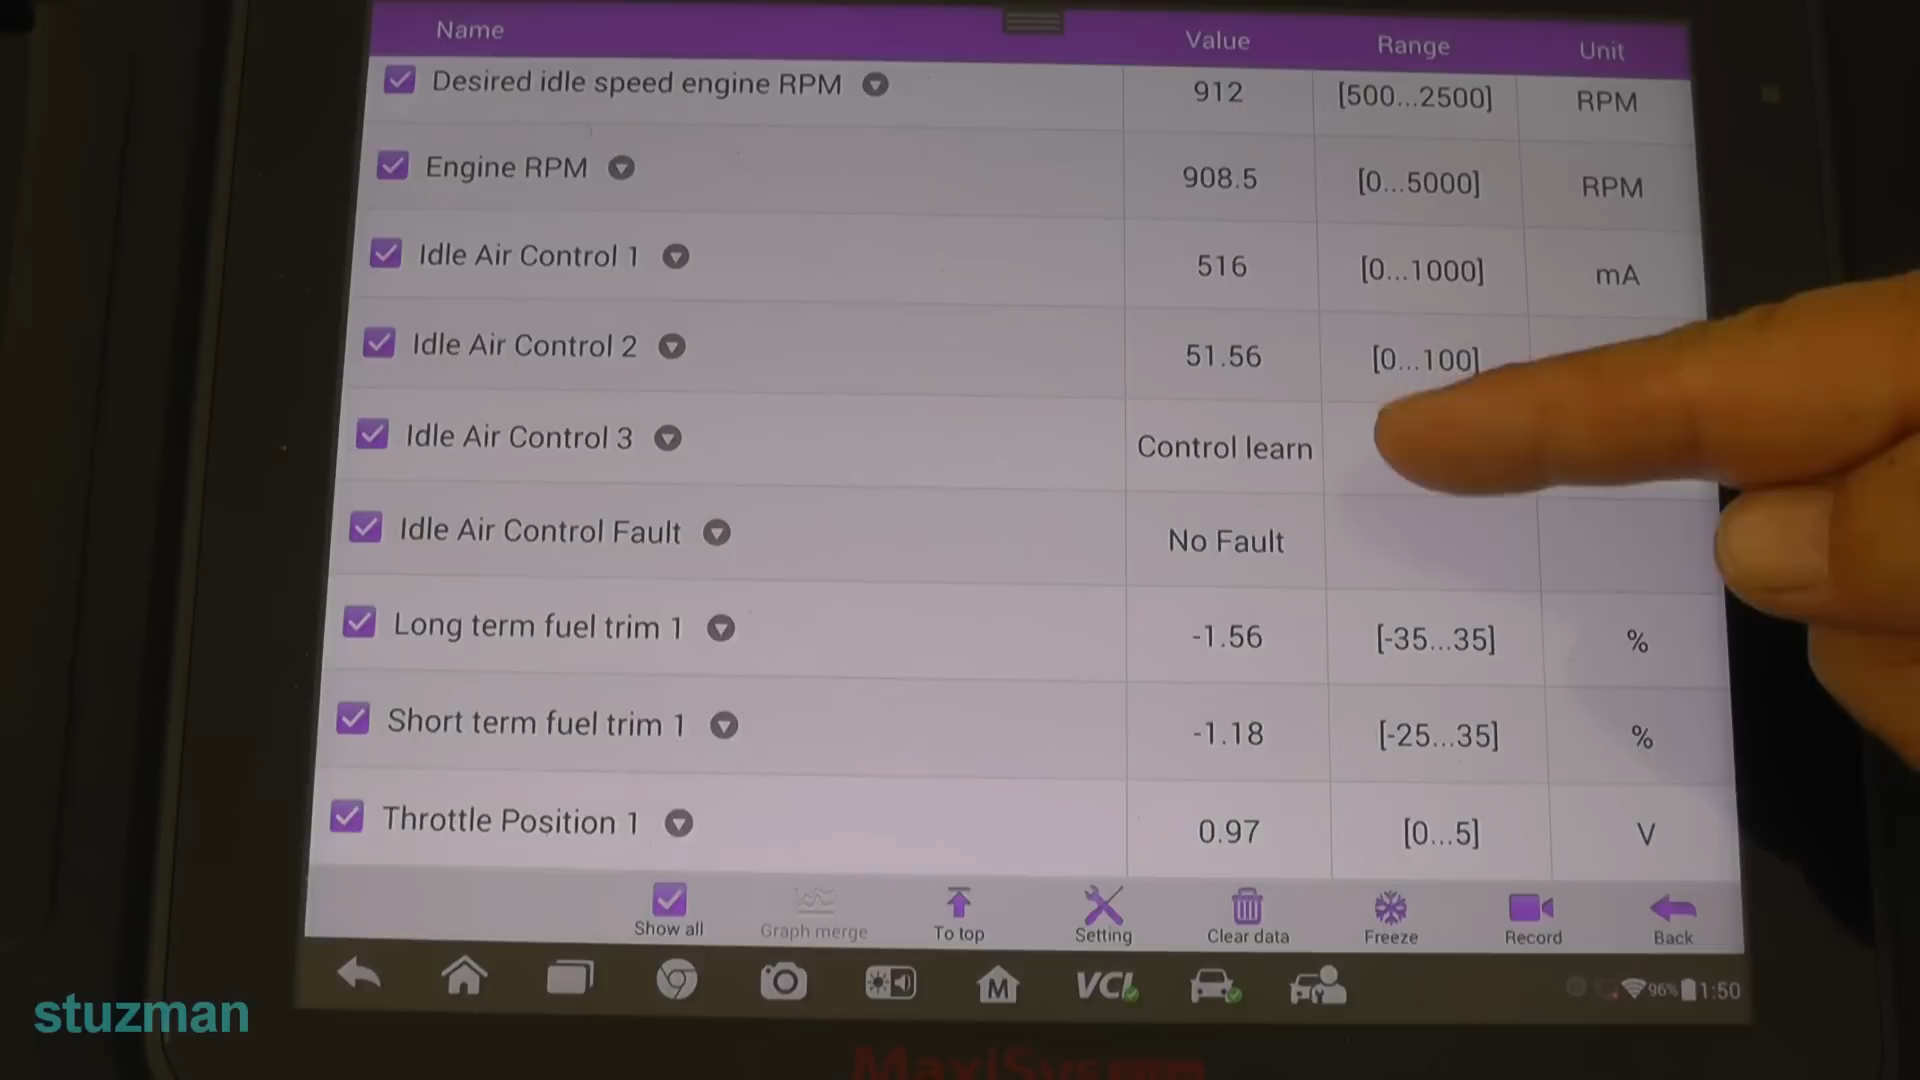 Name Value Range Unit
Desired idle speed engine RPM 912 [500...2500] RPM
Engine RPM 908.5 [0...5000] RPM
Idle Air Control 1 516 [0...1000] mA
Idle Air Control 2 51.56 [0...100]
Idle Air Control 3 Control learn
Idle Air Control Fault No Fault
Long term fuel trim 1 -1.56 [-35...35] %
Short term fuel trim 1 -1.18 [-25...35] %
Throttle Position 1 0.97 [0...5] V
Show all Graph merge To top Setting Clear data Freeze Record Back
M VCI 96% 1:50
stuzman
MaxiSys